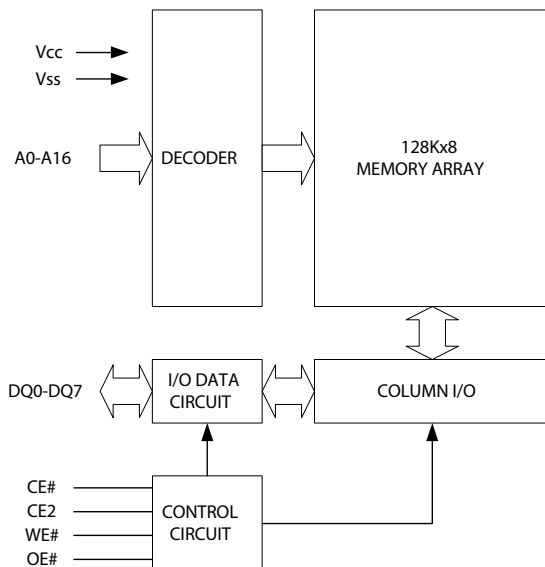 Vcc
Vss
A0-A16
DECODER
128Kx8
MEMORY ARRAY
DQ0-DQ7
I/O DATA
CIRCUIT
COLUMN I/O
CE#
CE2
WE#
OE#
CONTROL
CIRCUIT